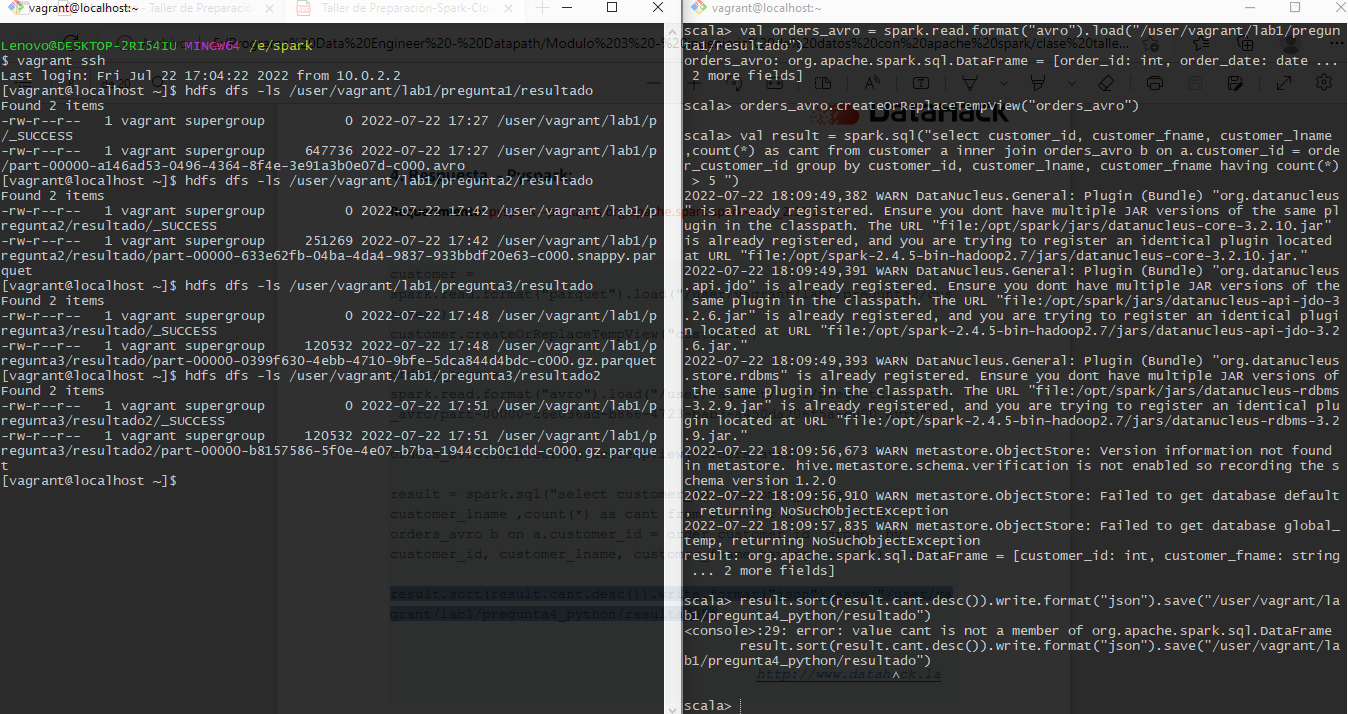 vagrant@localhost:~
Lenovo@DESKTOP-2RI54IU MINGW64 /e/spark
$ vagrant ssh
Last login: Fri Jul 22 17:04:22 2022 from 10.0.2.2
[vagrant@localhost ~]$ hdfs dfs -ls /user/vagrant/lab1/pregunta1/resultado
Found 2 items
-rw-r--r-- 1 vagrant supergroup 0 2022-07-22 17:27 /user/vagrant/lab1/p
/_SUCCESS
-rw-r--r-- 1 vagrant supergroup 647736 2022-07-22 17:27 /user/vagrant/lab1/p
/part-00000-a146ad53-0496-4364-8f4e-3e91a3b0e07d-c000.avro
[vagrant@localhost ~]$ hdfs dfs -ls /user/vagrant/lab1/pregunta2/resultado
Found 2 items
-rw-r--r-- 1 vagrant supergroup 0 2022-07-22 17:42 /user/vagrant/lab1/p
regunta2/resultado/_SUCCESS
-rw-r--r-- 1 vagrant supergroup 251269 2022-07-22 17:42 /user/vagrant/lab1/p
regunta2/resultado/part-00000-633e62fb-04ba-4da4-9837-933bbdf20e63-c000.snappy.par
quet
[vagrant@localhost ~]$ hdfs dfs -ls /user/vagrant/lab1/pregunta3/resultado
Found 2 items
-rw-r--r-- 1 vagrant supergroup 0 2022-07-22 17:48 /user/vagrant/lab1/p
regunta3/resultado/_SUCCESS
-rw-r--r-- 1 vagrant supergroup 120532 2022-07-22 17:48 /user/vagrant/lab1/p
regunta3/resultado/part-00000-0399f630-4ebb-4710-9bfe-5dca844d4bdc-c000.gz.parquet
[vagrant@localhost ~]$ hdfs dfs -ls /user/vagrant/lab1/pregunta3/resultado2
Found 2 items
-rw-r--r-- 1 vagrant supergroup 0 2022-07-22 17:51 /user/vagrant/lab1/p
regunta3/resultado2/_SUCCESS
-rw-r--r-- 1 vagrant supergroup 120532 2022-07-22 17:51 /user/vagrant/lab1/p
regunta3/resultado2/part-00000-b8157586-5f0e-4e07-b7ba-1944ccb0c1dd-c000.gz.parque
t
[vagrant@localhost ~]$
customer =
result = spark.sql("select
customer_lname ,count(*) as cant
orders_avro b on a.customer_id =
customer_id, customer_lname,
result.sort(result.cant.desc()).write.format("json").save("/user/va
grant/lab1/pregunta4_python/resultado")
vagrant@localhost:~
scala> val orders_avro = spark.read.format("avro").load("/user/vagrant/lab1/pregun
ta1/resultado")
orders_avro: org.apache.spark.sql.DataFrame = [order_id: int, order_date: date ...
2 more fields]
scala> orders_avro.createOrReplaceTempView("orders_avro")
DataHack
scala> val result = spark.sql("select customer_id, customer_fname, customer_lname
,count(*) as cant from customer a inner join orders_avro b on a.customer_id = orde
r_customer_id group by customer_id, customer_lname, customer_fname having count(*)
> 5 ")
2022-07-22 18:09:49,382 WARN DataNucleus.General: Plugin (Bundle) "org.datanucleus
" is already registered. Ensure you dont have multiple JAR versions of the same pl
ugin in the classpath. The URL "file:/opt/spark/jars/datanucleus-core-3.2.10.jar"
is already registered, and you are trying to register an identical plugin located
at URL "file:/opt/spark-2.4.5-bin-hadoop2.7/jars/datanucleus-core-3.2.10.jar."
2022-07-22 18:09:49,391 WARN DataNucleus.General: Plugin (Bundle) "org.datanucleus
.api.jdo" is already registered. Ensure you dont have multiple JAR versions of the
same plugin in the classpath. The URL "file:/opt/spark/jars/datanucleus-api-jdo-3
.2.6.jar" is already registered, and you are trying to register an identical plugi
n located at URL "file:/opt/spark-2.4.5-bin-hadoop2.7/jars/datanucleus-api-jdo-3.2
.6.jar."
2022-07-22 18:09:49,393 WARN DataNucleus.General: Plugin (Bundle) "org.datanucleus
.store.rdbms" is already registered. Ensure you dont have multiple JAR versions of
the same plugin in the classpath. The URL "file:/opt/spark/jars/datanucleus-rdbms
-3.2.9.jar" is already registered, and you are trying to register an identical plu
gin located at URL "file:/opt/spark-2.4.5-bin-hadoop2.7/jars/datanucleus-rdbms-3.2
.9.jar."
2022-07-22 18:09:56,673 WARN metastore.ObjectStore: Version information not found
in metastore. hive.metastore.schema.verification is not enabled so recording the s
chema version 1.2.0
2022-07-22 18:09:56,910 WARN metastore.ObjectStore: Failed to get database default
, returning NoSuchObjectException
2022-07-22 18:09:57,835 WARN metastore.ObjectStore: Failed to get database global_
temp, returning NoSuchObjectException
result: org.apache.spark.sql.DataFrame = [customer_id: int, customer_fname: string
... 2 more fields]
scala> result.sort(result.cant.desc()).write.format("json").save("/user/vagrant/la
b1/pregunta4_python/resultado")
<console>:29: error: value cant is not a member of org.apache.spark.sql.DataFrame
result.sort(result.cant.desc()).write.format("json").save("/user/vagrant/la
b1/pregunta4_python/resultado")
^
http://www.datahack.la
scala>